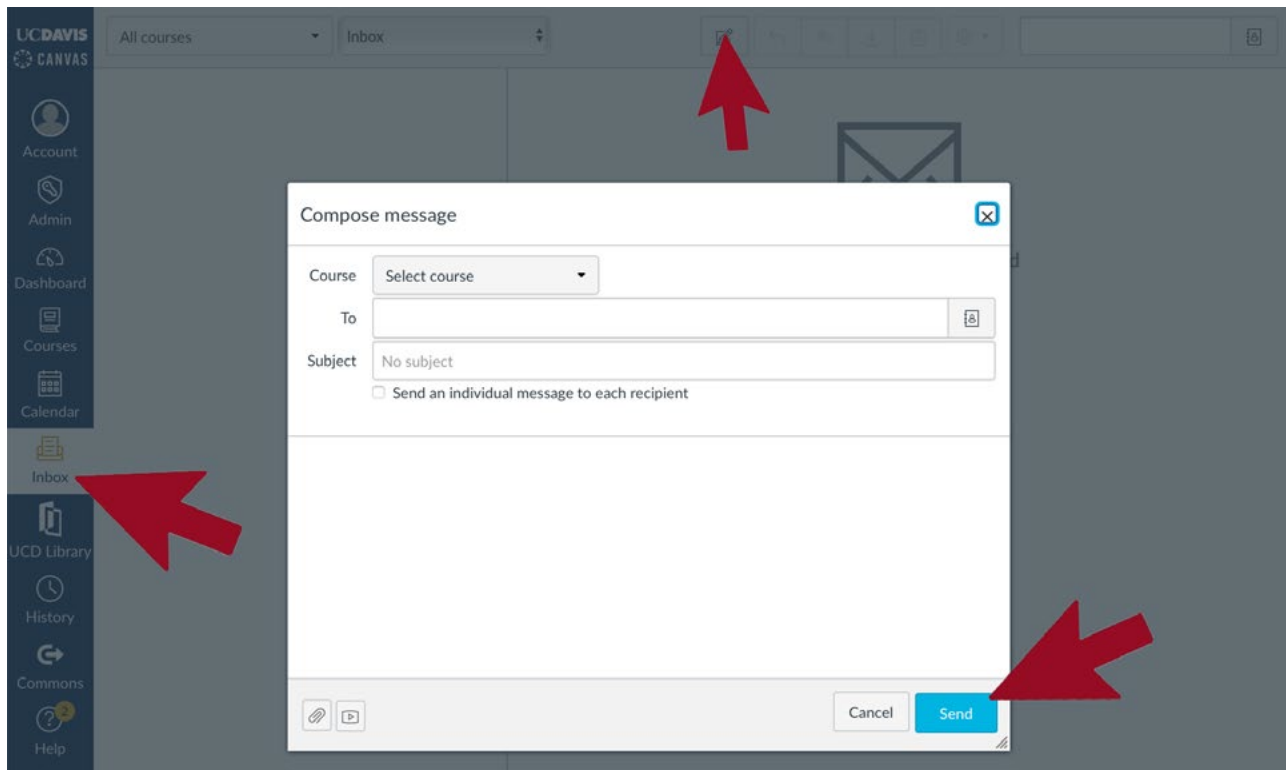 UCDAVIS
CANVAS
All courses
Inbox
Account
Admin
Dashboard
Courses
Calendar
Inbox
UCD Library
History
Commons
2
Help
Compose message
Course
Select course
To
Subject
No subject
Send an individual message to each recipient
Cancel
Send